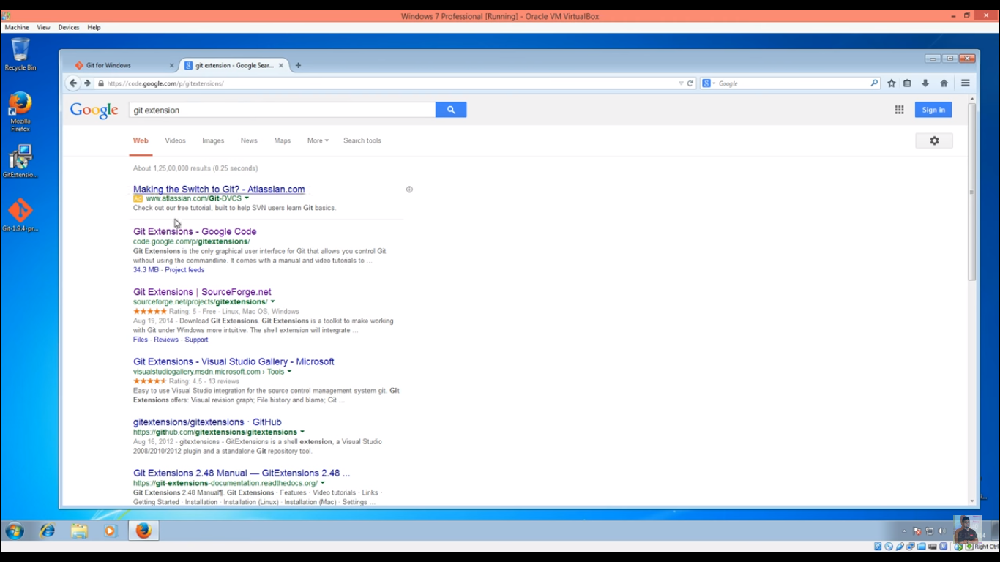 Windows 7 Professional [Running] - Oracle VM VirtualBox
Machine View Devices Help
Recycle Bin
Mozilla Firefox
GitExtensio...
Git-1.9.4-pr...
Git for Windows
git extension - Google Sear...
https://code.google.com/p/gitextensions/
Google
Google
git extension
Sign in
Web Videos Images News Maps More Search tools
About 1,25,00,000 results (0.25 seconds)
Making the Switch to Git? - Atlassian.com
Ad www.atlassian.com/Git-DVCS
Check out our free tutorial, built to help SVN users learn Git basics.
Git Extensions - Google Code
code.google.com/p/gitextensions/
Git Extensions is the only graphical user interface for Git that allows you control Git
without using the commandline. It comes with a manual and video tutorials to ...
34.3 MB - Project feeds
Git Extensions | SourceForge.net
sourceforge.net/projects/gitextensions/
★★★★★ Rating: 5 - Free - Linux, Mac OS, Windows
Aug 19, 2014 - Download Git Extensions. Git Extensions is a toolkit to make working
with Git under Windows more intuitive. The shell extension will intergrate ...
Files - Reviews - Support
Git Extensions - Visual Studio Gallery - Microsoft
visualstudiogallery.msdn.microsoft.com › Tools
Rating: 4.5 - 13 reviews
Easy to use Visual Studio integration for the source control management system git. Git
Extensions offers: Visual revision graph; File history and blame; Git ...
gitextensions/gitextensions · GitHub
https://github.com/gitextensions/gitextensions
Aug 16, 2012 - gitextensions - GitExtensions is a shell extension, a Visual Studio
2008/2010/2012 plugin and a standalone Git repository tool.
Git Extensions 2.48 Manual — GitExtensions 2.48 ...
https://git-extensions-documentation.readthedocs.org/
Git Extensions 2.48 Manual¶. Git Extensions · Features · Video tutorials · Links ·
Getting Started · Installation · Installation (Linux) · Installation (Mac) · Settings ...
Right Ctrl